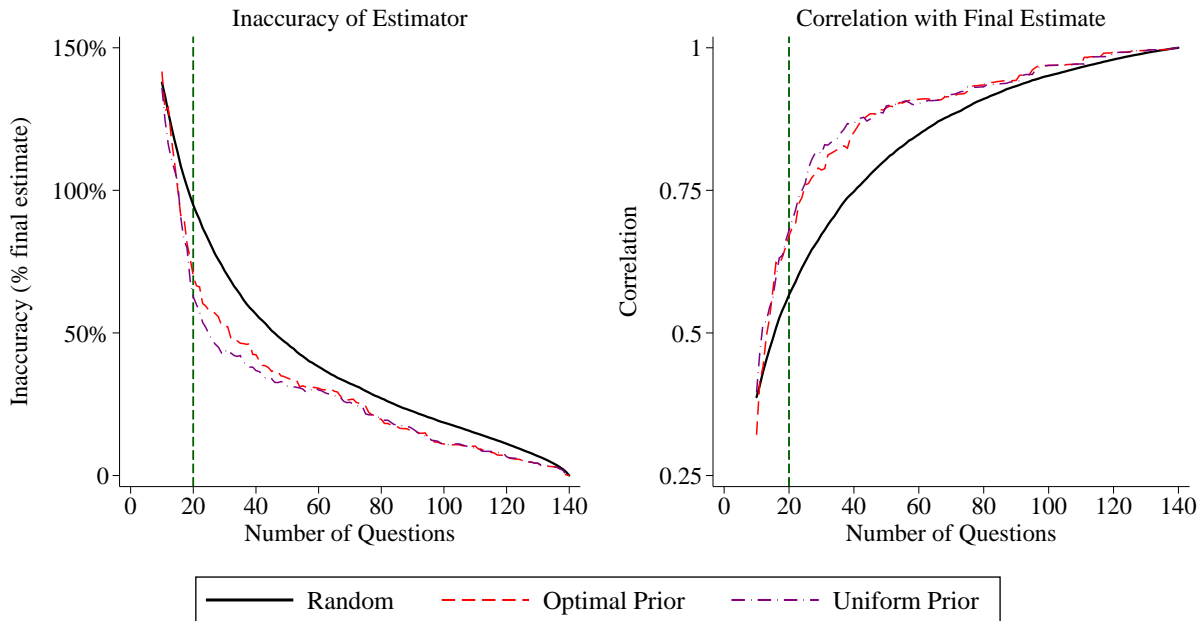 Inaccuracy of Estimator
Inaccuracy (% final estimate)
150%
100%
50%
0
0 20 40 60 80 100 120 140
Number of Questions
Correlation with Final Estimate
Correlation
1
0.75
0.5
0.25
0 20 40 60 80 100 120 140
Number of Questions
Random Optimal Prior Uniform Prior